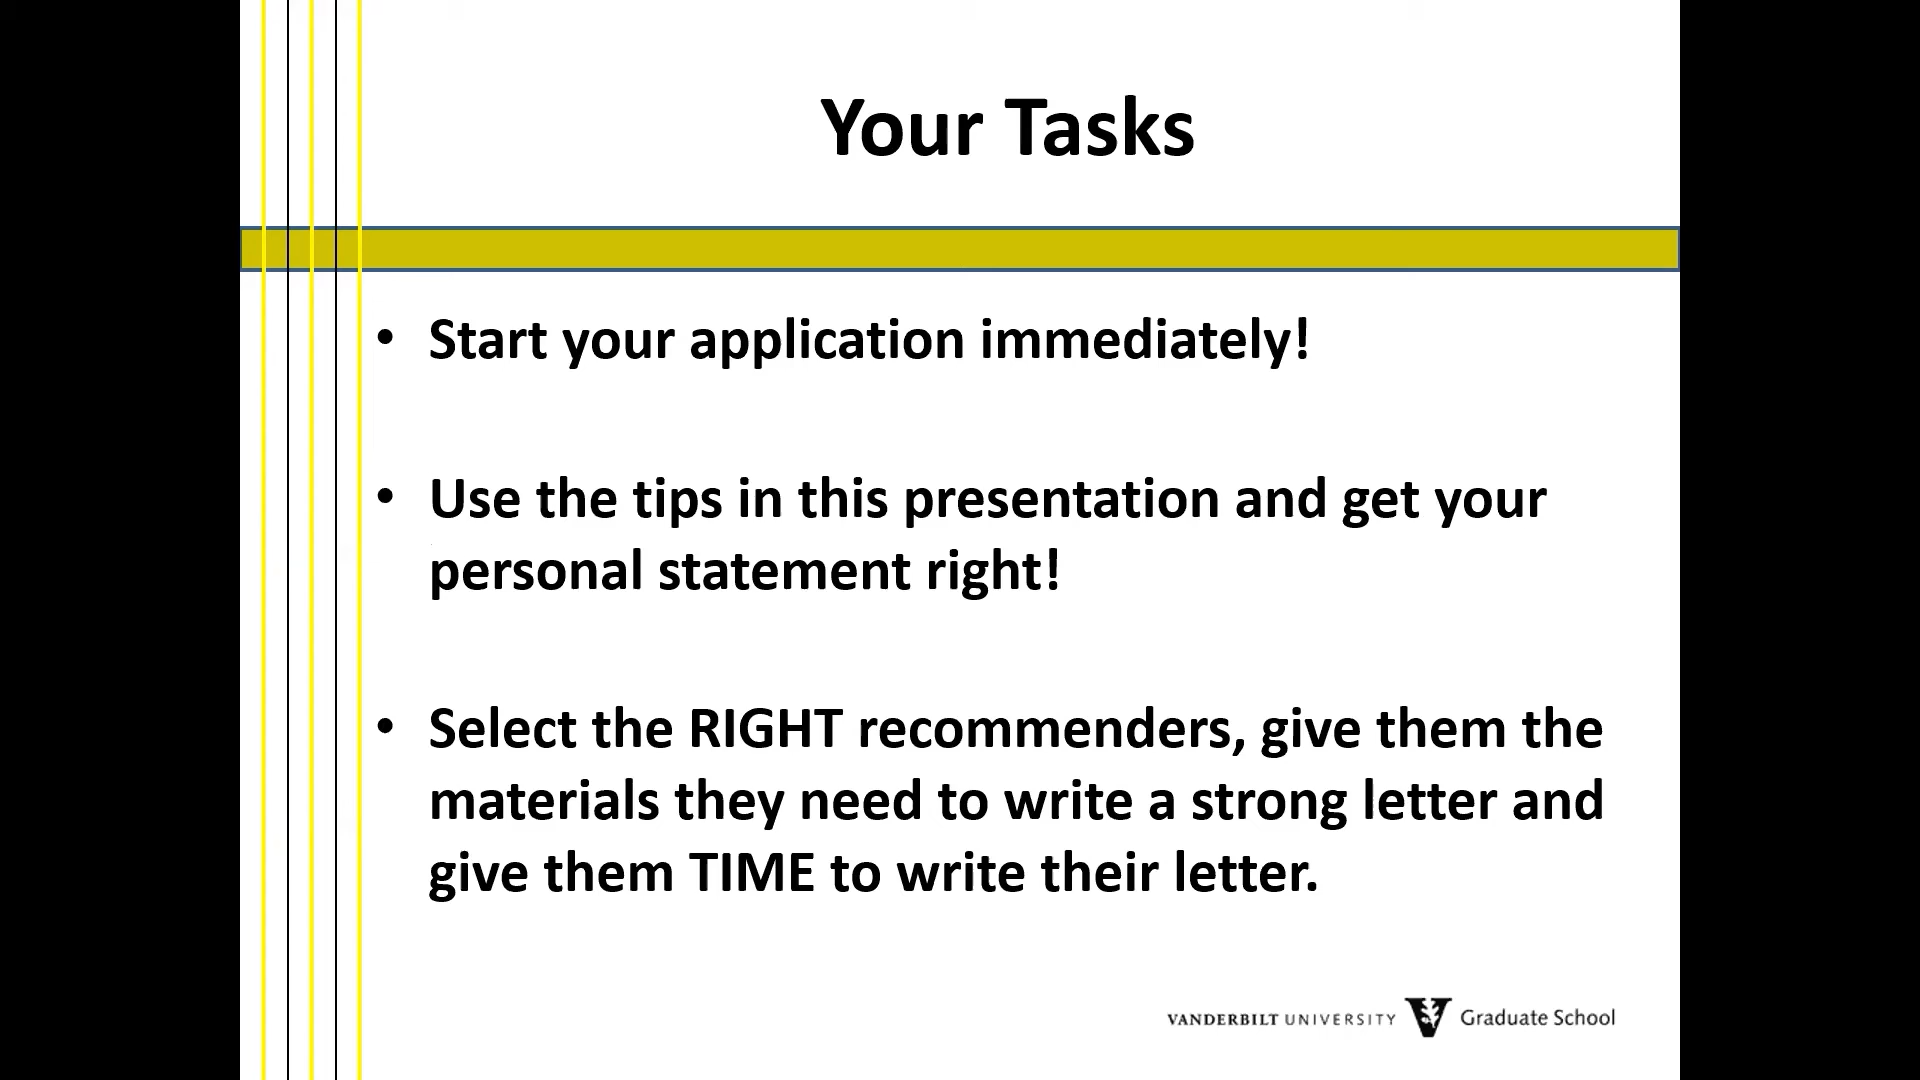 Your Tasks
• Start your application immediately!
• Use the tips in this presentation and get your
personal statement right!
• Select the RIGHT recommenders, give them the
materials they need to write a strong letter and
give them TIME to write their letter.
VANDERBILT UNIVERSITY Graduate School